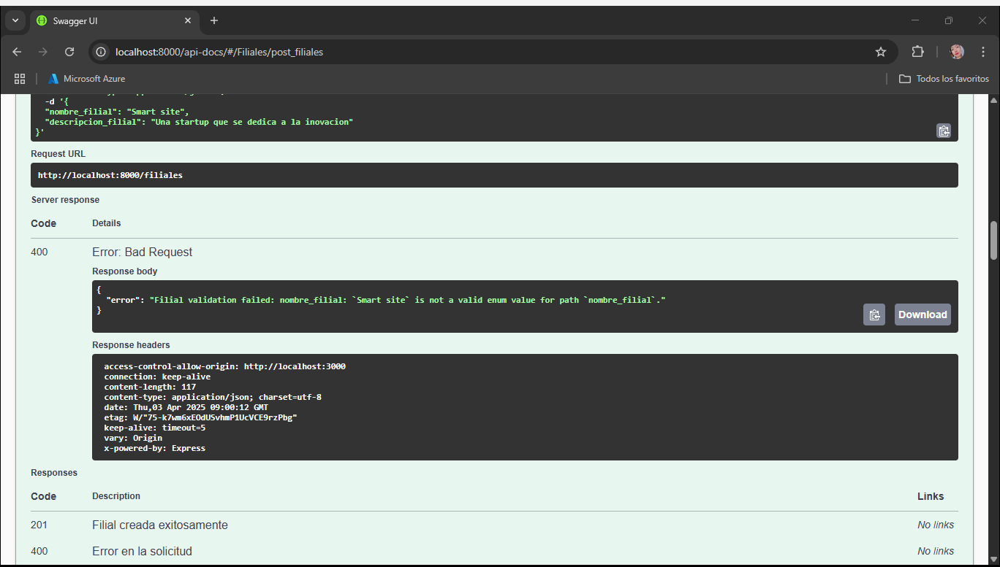 Swagger UI
localhost:8000/api-docs/#/Filiales/post_filiales
Microsoft Azure
Todos los favoritos
-d '{
"nombre_filial": "Smart site",
"descripcion_filial": "Una startup que se dedica a la inovacion"
}'
Request URL
http://localhost:8000/filiales
Server response
Code Details
400 Error: Bad Request
Response body
{
"error": "Filial validation failed: nombre_filial: `Smart site` is not a valid enum value for path `nombre_filial`."
}
Download
Response headers
access-control-allow-origin: http://localhost:3000
connection: keep-alive
content-length: 117
content-type: application/json; charset=utf-8
date: Thu,03 Apr 2025 09:00:12 GMT
etag: W/"75-k7wm6xEOdUSvhmP1UcVCE9rzPbg"
keep-alive: timeout=5
vary: Origin
x-powered-by: Express
Responses
Code Description Links
201 Filial creada exitosamente No links
400 Error en la solicitud No links